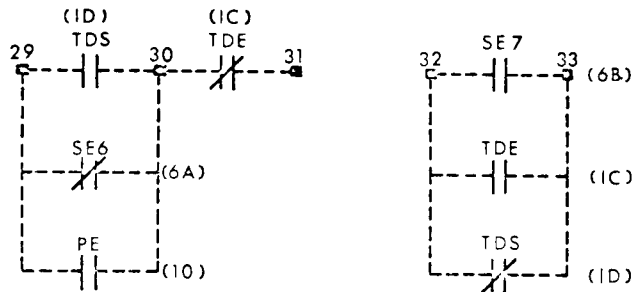 (1D)
TDS
(1C)
TDE
29
30
31
SE6
(6A)
PE
(10)
32
SE7
33
(6B)
TDE
(1C)
TDS
(1D)